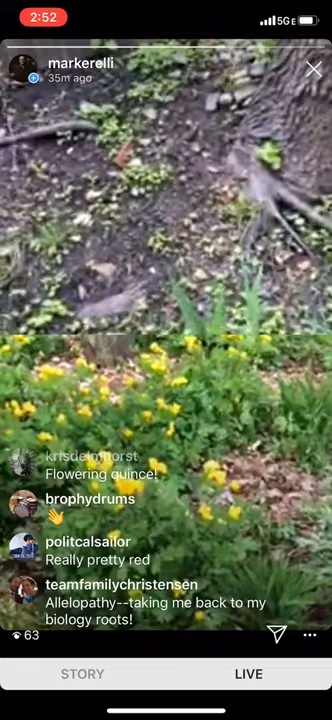 2:52
5GE
markerelli
35m ago
krisdelmhorst
Flowering quince!
brophydrums
👋
politcalsailor
Really pretty red
teamfamilychristensen
Allelopathy--taking me back to my
biology roots!
63
STORY
LIVE